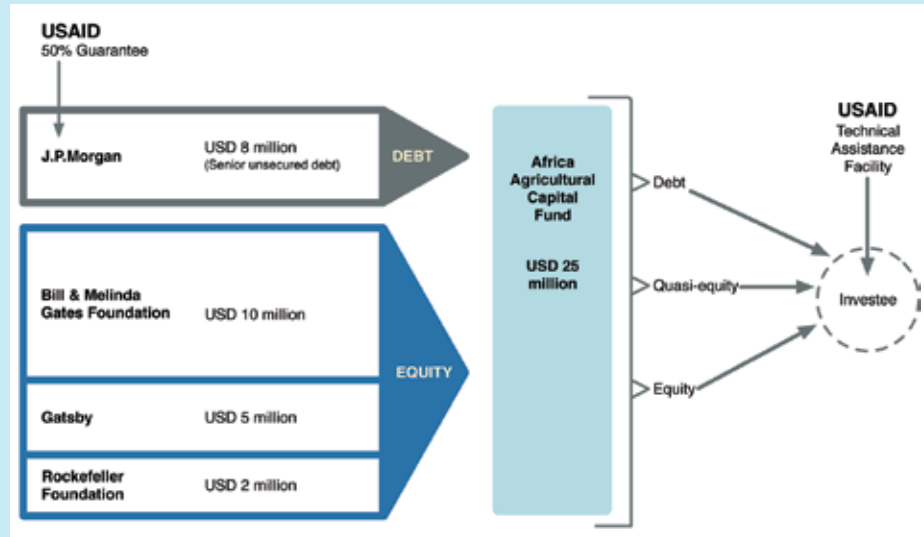 USAID
50% Guarantee
J.P.Morgan
USD 8 million
(Senior unsecured debt)
DEBT
Bill & Melinda
Gates Foundation
USD 10 million
Gatsby
USD 5 million
Rockefeller
Foundation
USD 2 million
EQUITY
Africa
Agricultural
Capital
Fund
USD 25
million
Debt
Quasi-equity
Equity
USAID
Technical
Assistance
Facility
Investee